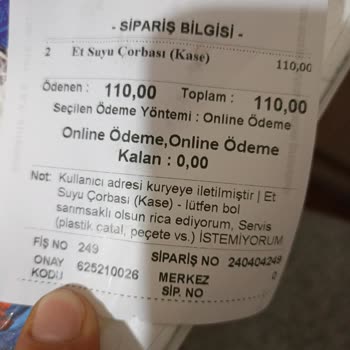 - SİPARİŞ BİLGİSİ -
2 Et Suyu Çorbası (Kase) 110,00
Ödenen : 110,00 Toplam : 110,00
Seçilen Ödeme Yöntemi : Online Ödeme
Online Ödeme,Online Ödeme
Kalan : 0,00
Not: Kullanıcı adresi kuryeye iletilmiştir | Et
Suyu Çorbası (Kase) - lütfen bol
sarımsaklı olsun rica ediyorum, Servis
(plastik çatal, peçete vs.) İSTEMİYORUM
FİŞ NO 249 SİPARİŞ NO 240404249
ONAY KODU 625210026 MERKEZ SİP. NO 0